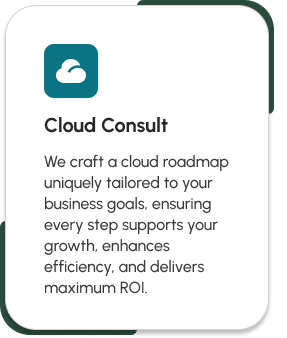 Cloud Consult
We craft a cloud roadmap
uniquely tailored to your
business goals, ensuring
every step supports your
growth, enhances
efficiency, and delivers
maximum ROI.